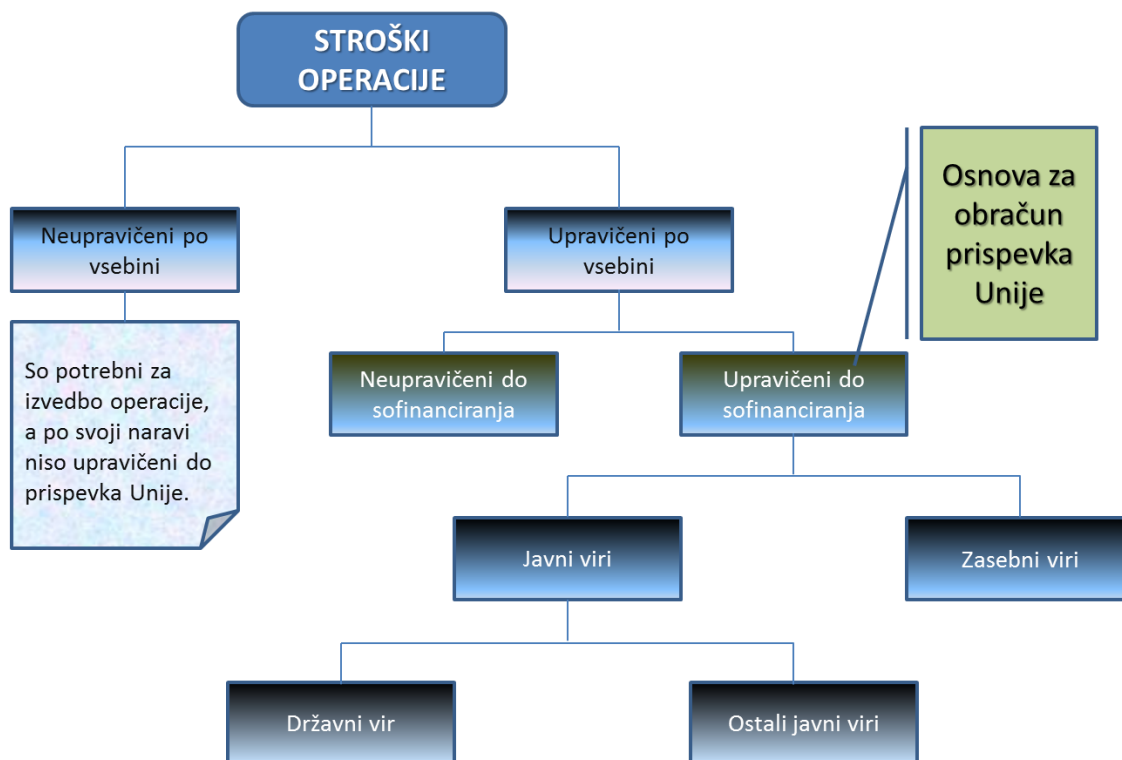 STROŠKI
OPERACIJE
Neupravičeni po
vsebini
Upravičeni po
vsebini
Osnova za
obračun
prispevka
Unije
So potrebni za
izvedbo operacije,
a po svoji naravi
niso upravičeni do
prispevka Unije.
Neupravičeni do
sofinanciranja
Upravičeni do
sofinanciranja
Javni viri
Zasebni viri
Državni vir
Ostali javni viri